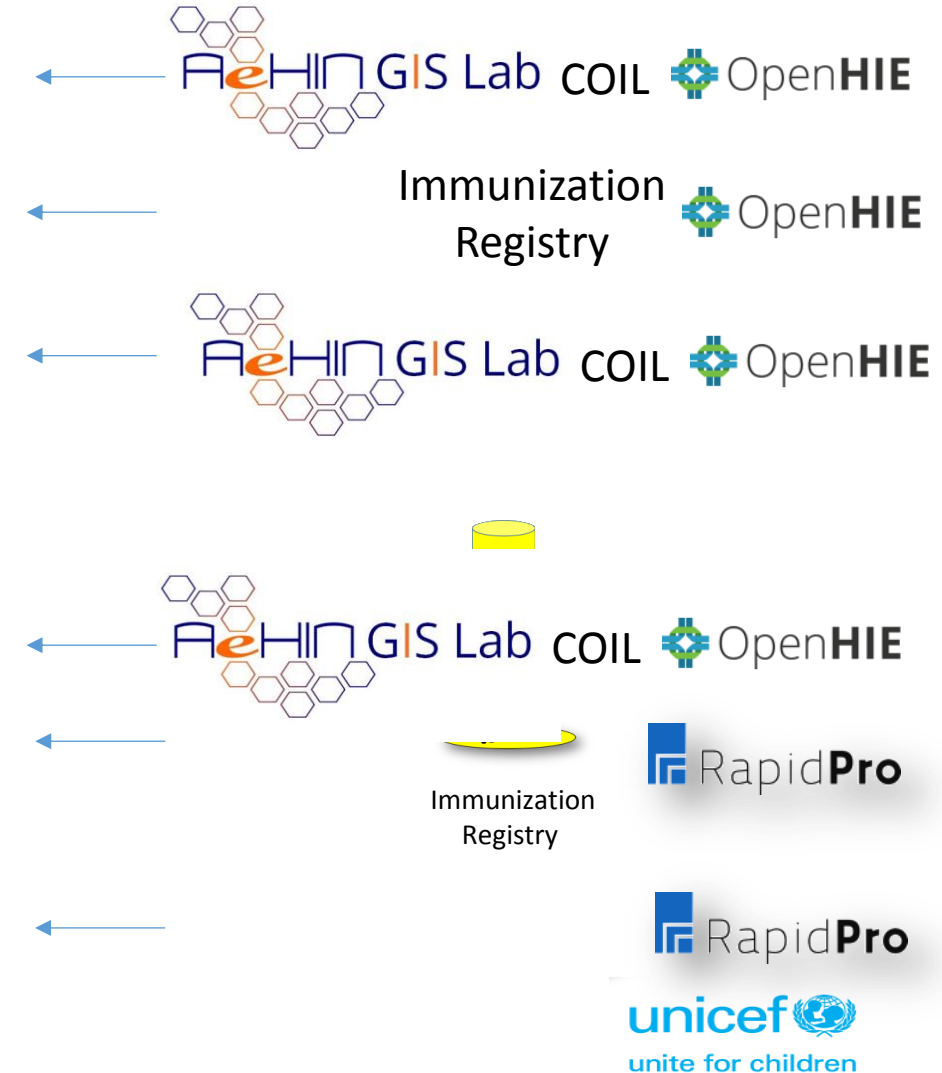 AeHIN GIS Lab COIL OpenHIE
Immunization
Registry
OpenHIE
AeHIN GIS Lab COIL OpenHIE
AeHIN GIS Lab COIL OpenHIE
RapidPro
Immunization
Registry
RapidPro
unicef
unite for children